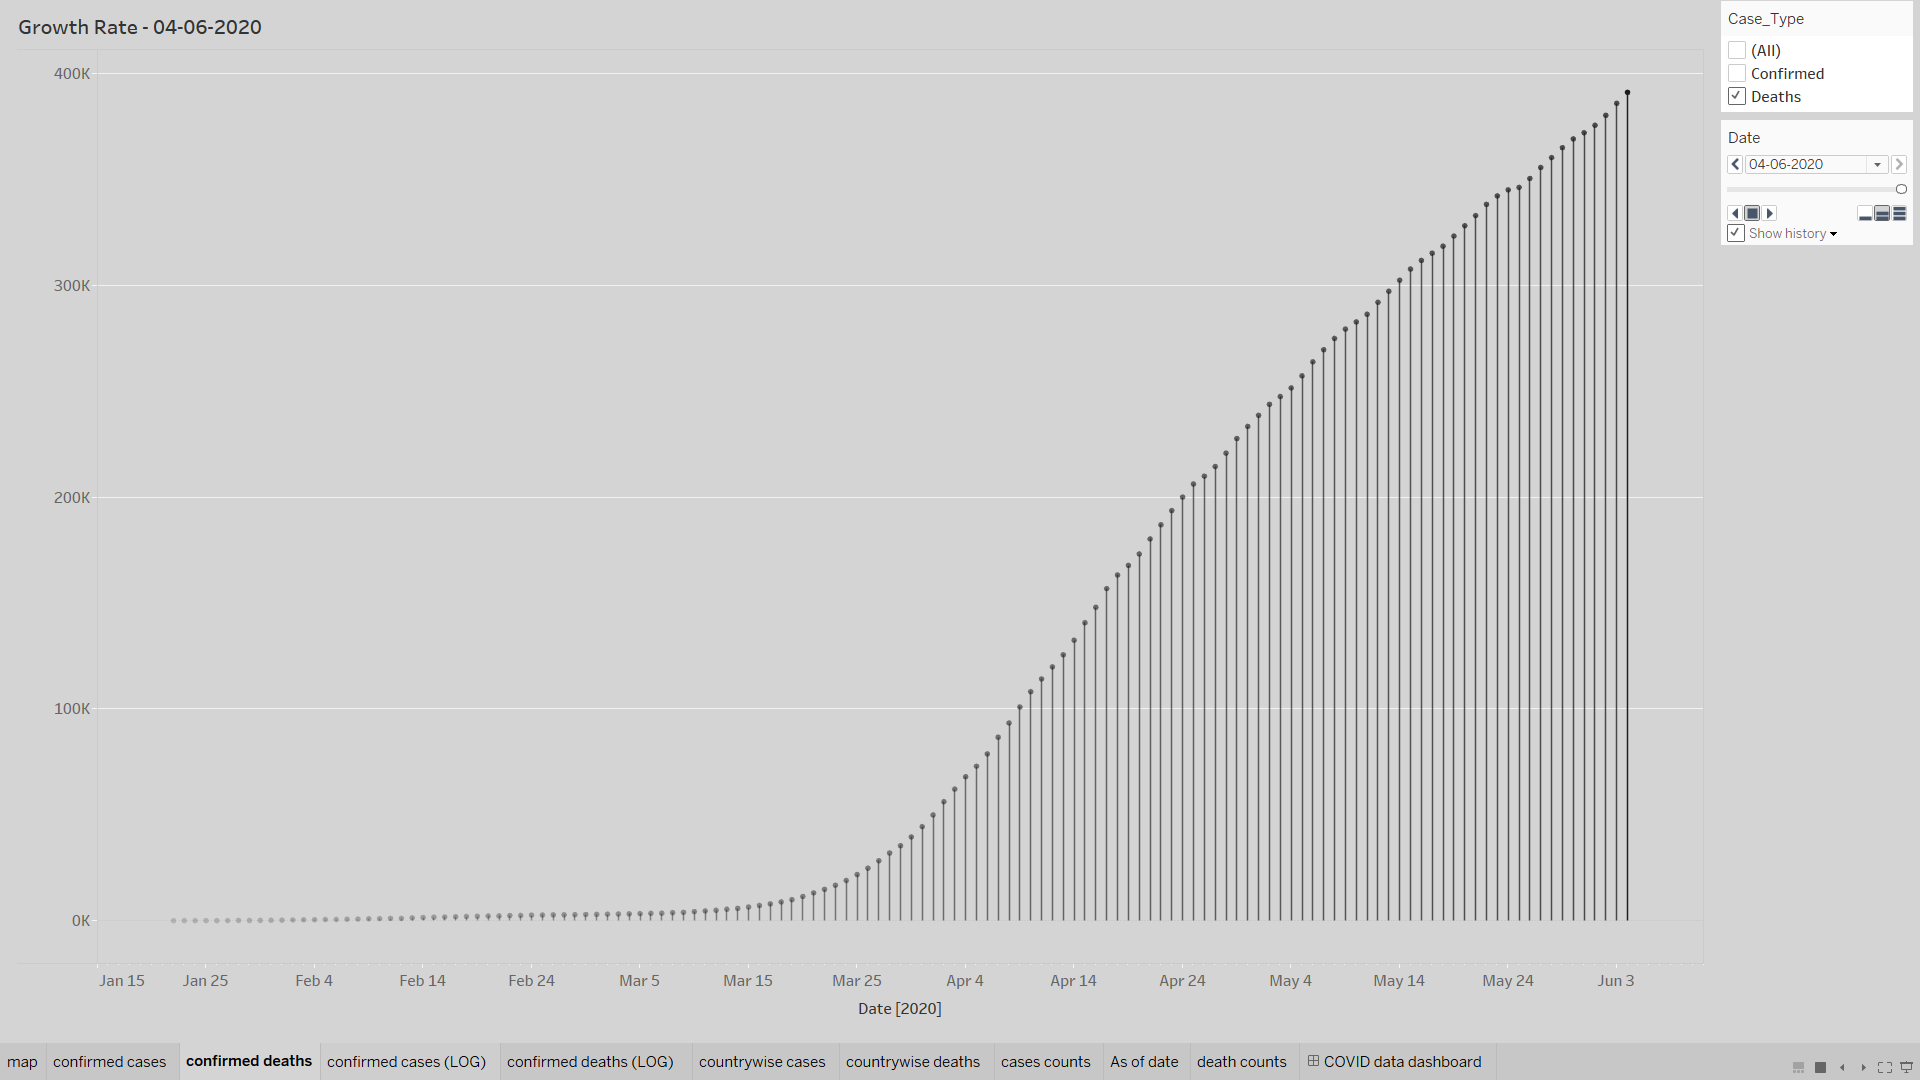 Growth Rate - 04-06-2020
400K
300K
200K
100K
0K
Jan 15 Jan 25 Feb 4 Feb 14 Feb 24 Mar 5 Mar 15 Mar 25 Apr 4 Apr 14 Apr 24 May 4 May 14 May 24 Jun 3
Date [2020]
Case_Type
(All)
Confirmed
Deaths
Date
04-06-2020
Show history
map confirmed cases confirmed deaths confirmed cases (LOG) confirmed deaths (LOG) countrywise cases countrywise deaths cases counts As of date death counts COVID data dashboard